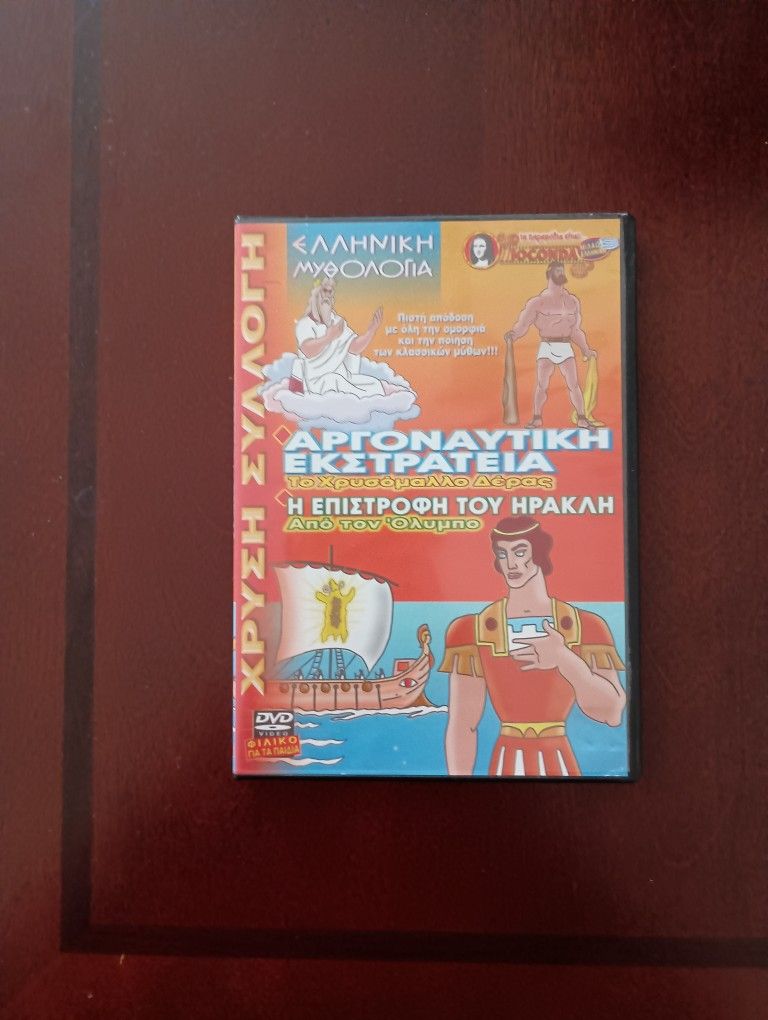 ΕΛΛΗΝΙΚΗ
ΜΥΘΟΛΟΓΙΑ
ΧΡΥΣΗ ΣΥΛΛΟΓΗ
Πιστή απόδοση
με όλη την ομορφιά
και την ποίηση
των κλασσικών μύθων!!!
ΑΡΓΟΝΑΥΤΙΚΗ
ΕΚΣΤΡΑΤΕΙΑ
Το Χρυσόμαλλο Δέρας
Η ΕΠΙΣΤΡΟΦΗ ΤΟΥ ΗΡΑΚΛΗ
Από τον Όλυμπο
DVD
VIDEO
ΦΙΛΙΚΟ
ΓΙΑ ΤΑ ΠΑΙΔΙΑ